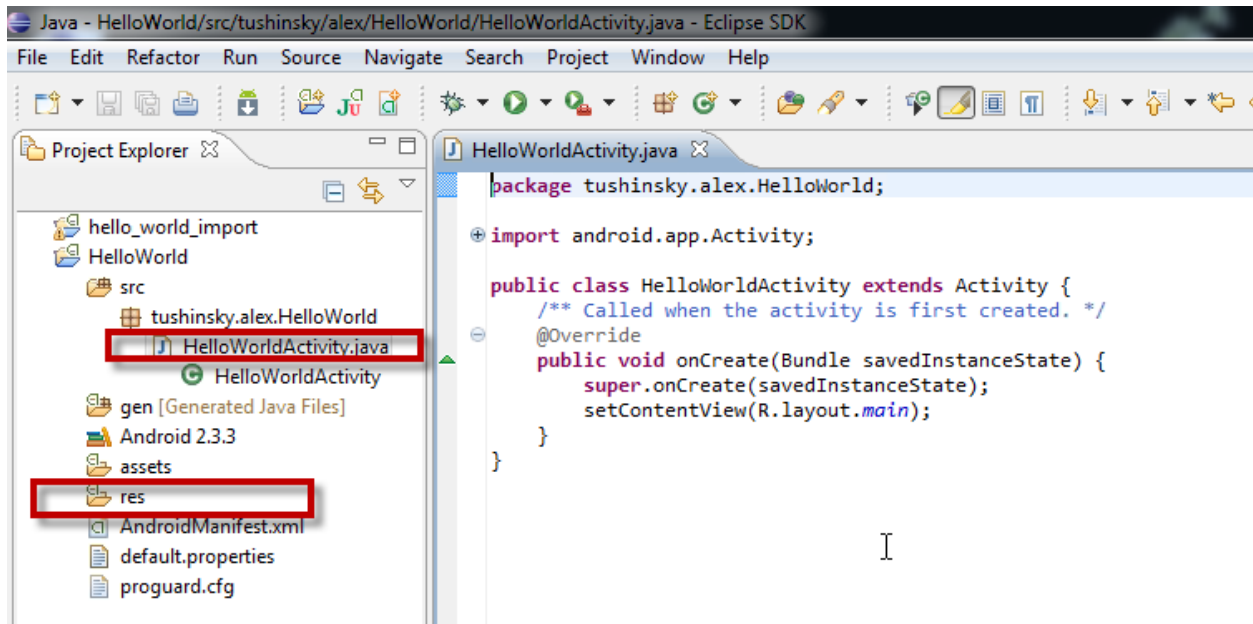 Java - HelloWorld/src/tushinsky/alex/HelloWorld/HelloWorldActivity.java - Eclipse SDK
File Edit Refactor Run Source Navigate Search Project Window Help
Project Explorer
hello_world_import
HelloWorld
src
tushinsky.alex.HelloWorld
HelloWorldActivity.java
HelloWorldActivity
gen [Generated Java Files]
Android 2.3.3
assets
res
AndroidManifest.xml
default.properties
proguard.cfg
HelloWorldActivity.java
package tushinsky.alex.HelloWorld;
import android.app.Activity;
public class HelloWorldActivity extends Activity {
/** Called when the activity is first created. */
@Override
public void onCreate(Bundle savedInstanceState) {
super.onCreate(savedInstanceState);
setContentView(R.layout.main);
}
}